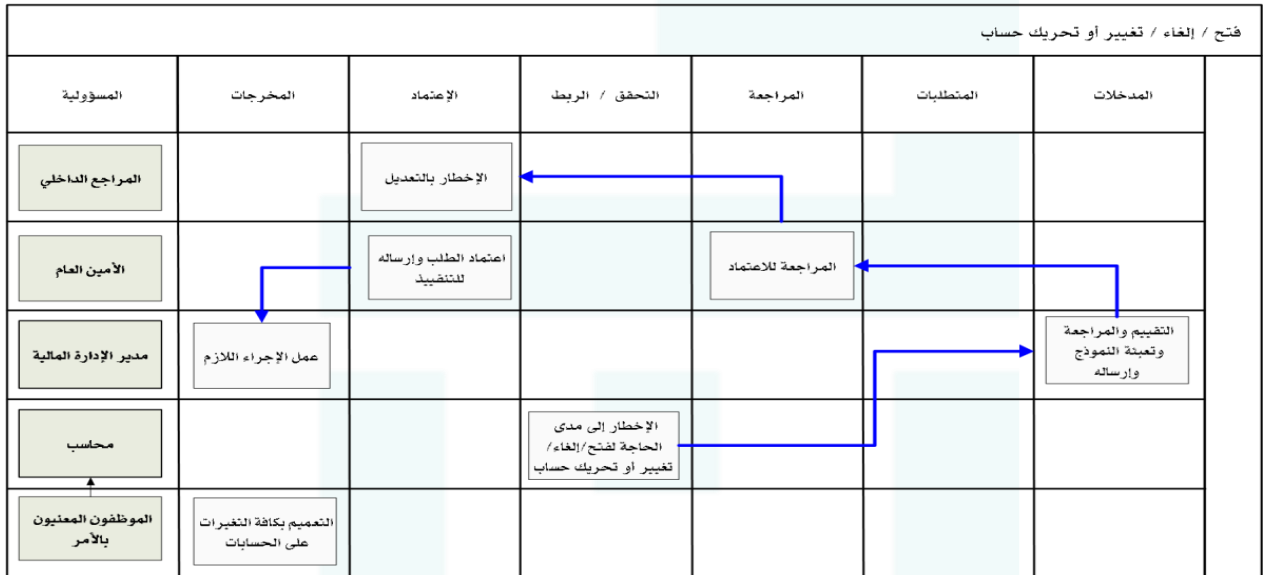 فتح / إلغاء / تغيير أو تحريك حساب
المدخلات
المتطلبات
المراجعة
التحقق / الربط
الإعتماد
المخرجات
المسؤولية
الإخطار بالتعديل
المراجع الداخلي
المراجعة للاعتماد
اعتماد الطلب وإرساله
للتنفييذ
الأمين العام
التقييم والمراجعة
وتعبئة النموذج
وإرساله
عمل الإجراء اللازم
مدير الإدارة المالية
الإخطار إلى مدى
الحاجة لفتح/إلغاء/
تغيير أو تحريك حساب
محاسب
التعميم بكافة التغيرات
على الحسابات
الموظفون المعنيون
بالأمر